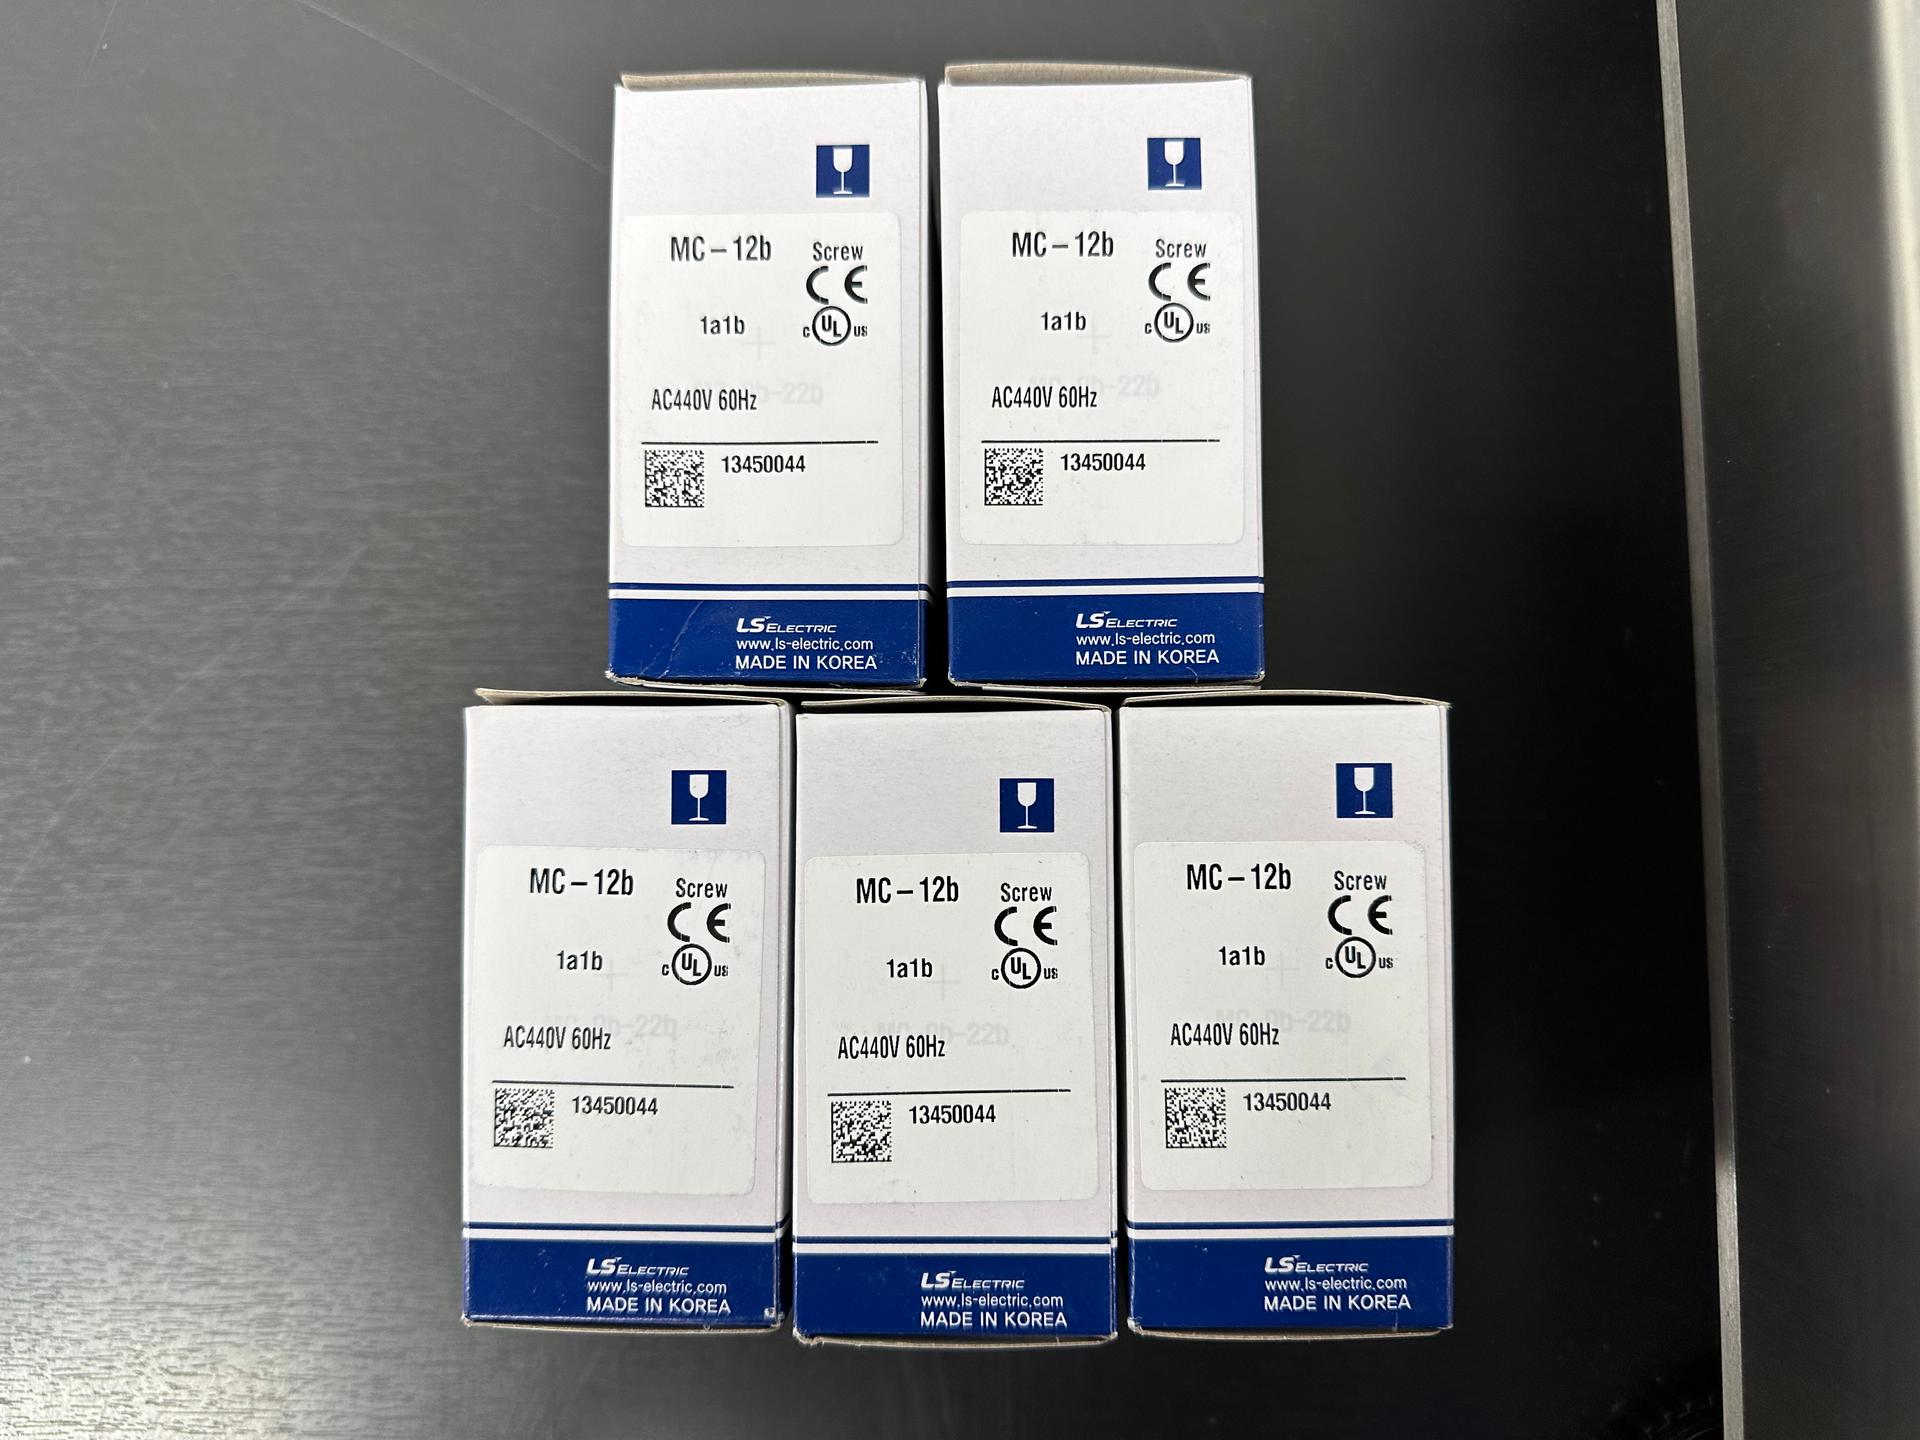 MC-12b
Screw
CE
1a1b
c UL US
AC440V 60Hz
13450044
LS ELECTRIC
www.ls-electric.com
MADE IN KOREA
MC-12b
Screw
CE
1a1b
c UL US
AC440V 60Hz
13450044
LS ELECTRIC
www.ls-electric.com
MADE IN KOREA
MC-12b
Screw
CE
1a1b
c UL US
AC440V 60Hz
13450044
LS ELECTRIC
www.ls-electric.com
MADE IN KOREA
MC-12b
Screw
CE
1a1b
c UL US
AC440V 60Hz
13450044
LS ELECTRIC
www.ls-electric.com
MADE IN KOREA
MC-12b
Screw
CE
1a1b
c UL US
AC440V 60Hz
13450044
LS ELECTRIC
www.ls-electric.com
MADE IN KOREA